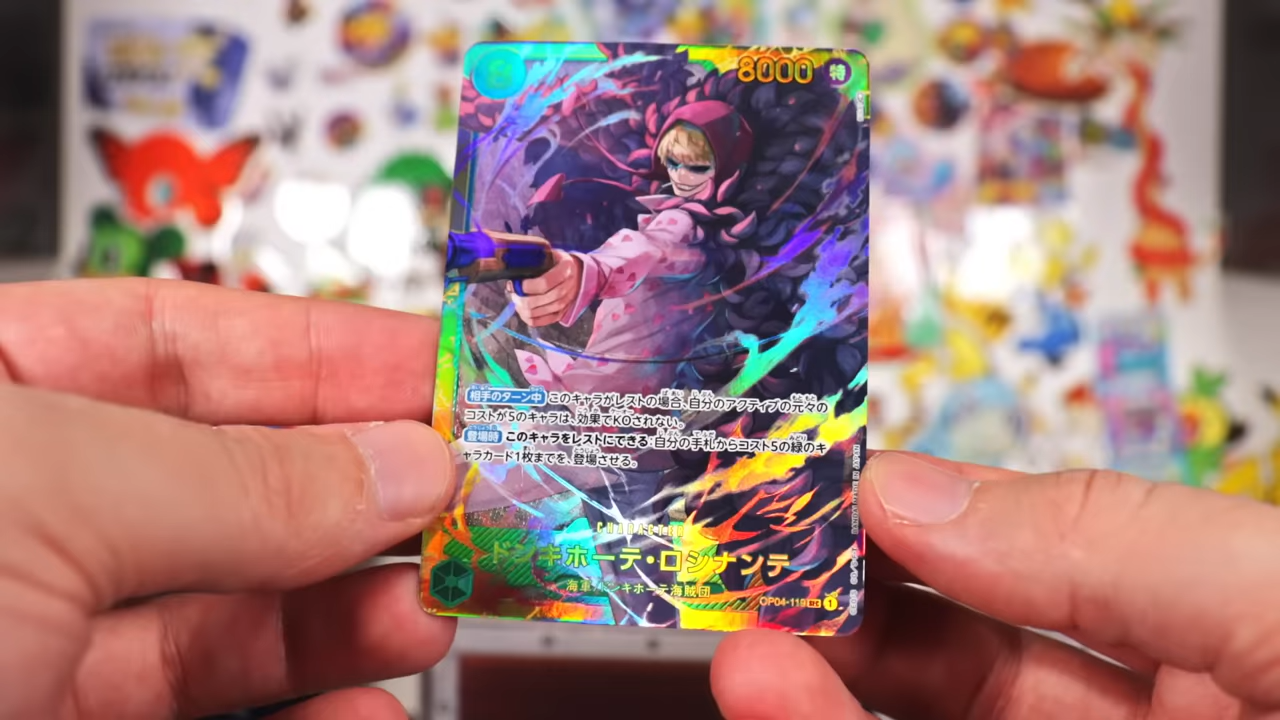 8
8000 特
相手のターン中 このキャラがレストの場合、自分のアクティブの元々の
コストが5のキャラは、効果でKOされない。
登場時 このキャラをレストにできる:自分の手札からコスト5の緑のキ
ャラカード1枚までを、登場させる。
CHARACTER
ドンキホーテ・ロシナンテ
海軍/ドンキホーテ海賊団
OP04-119 SEC 1